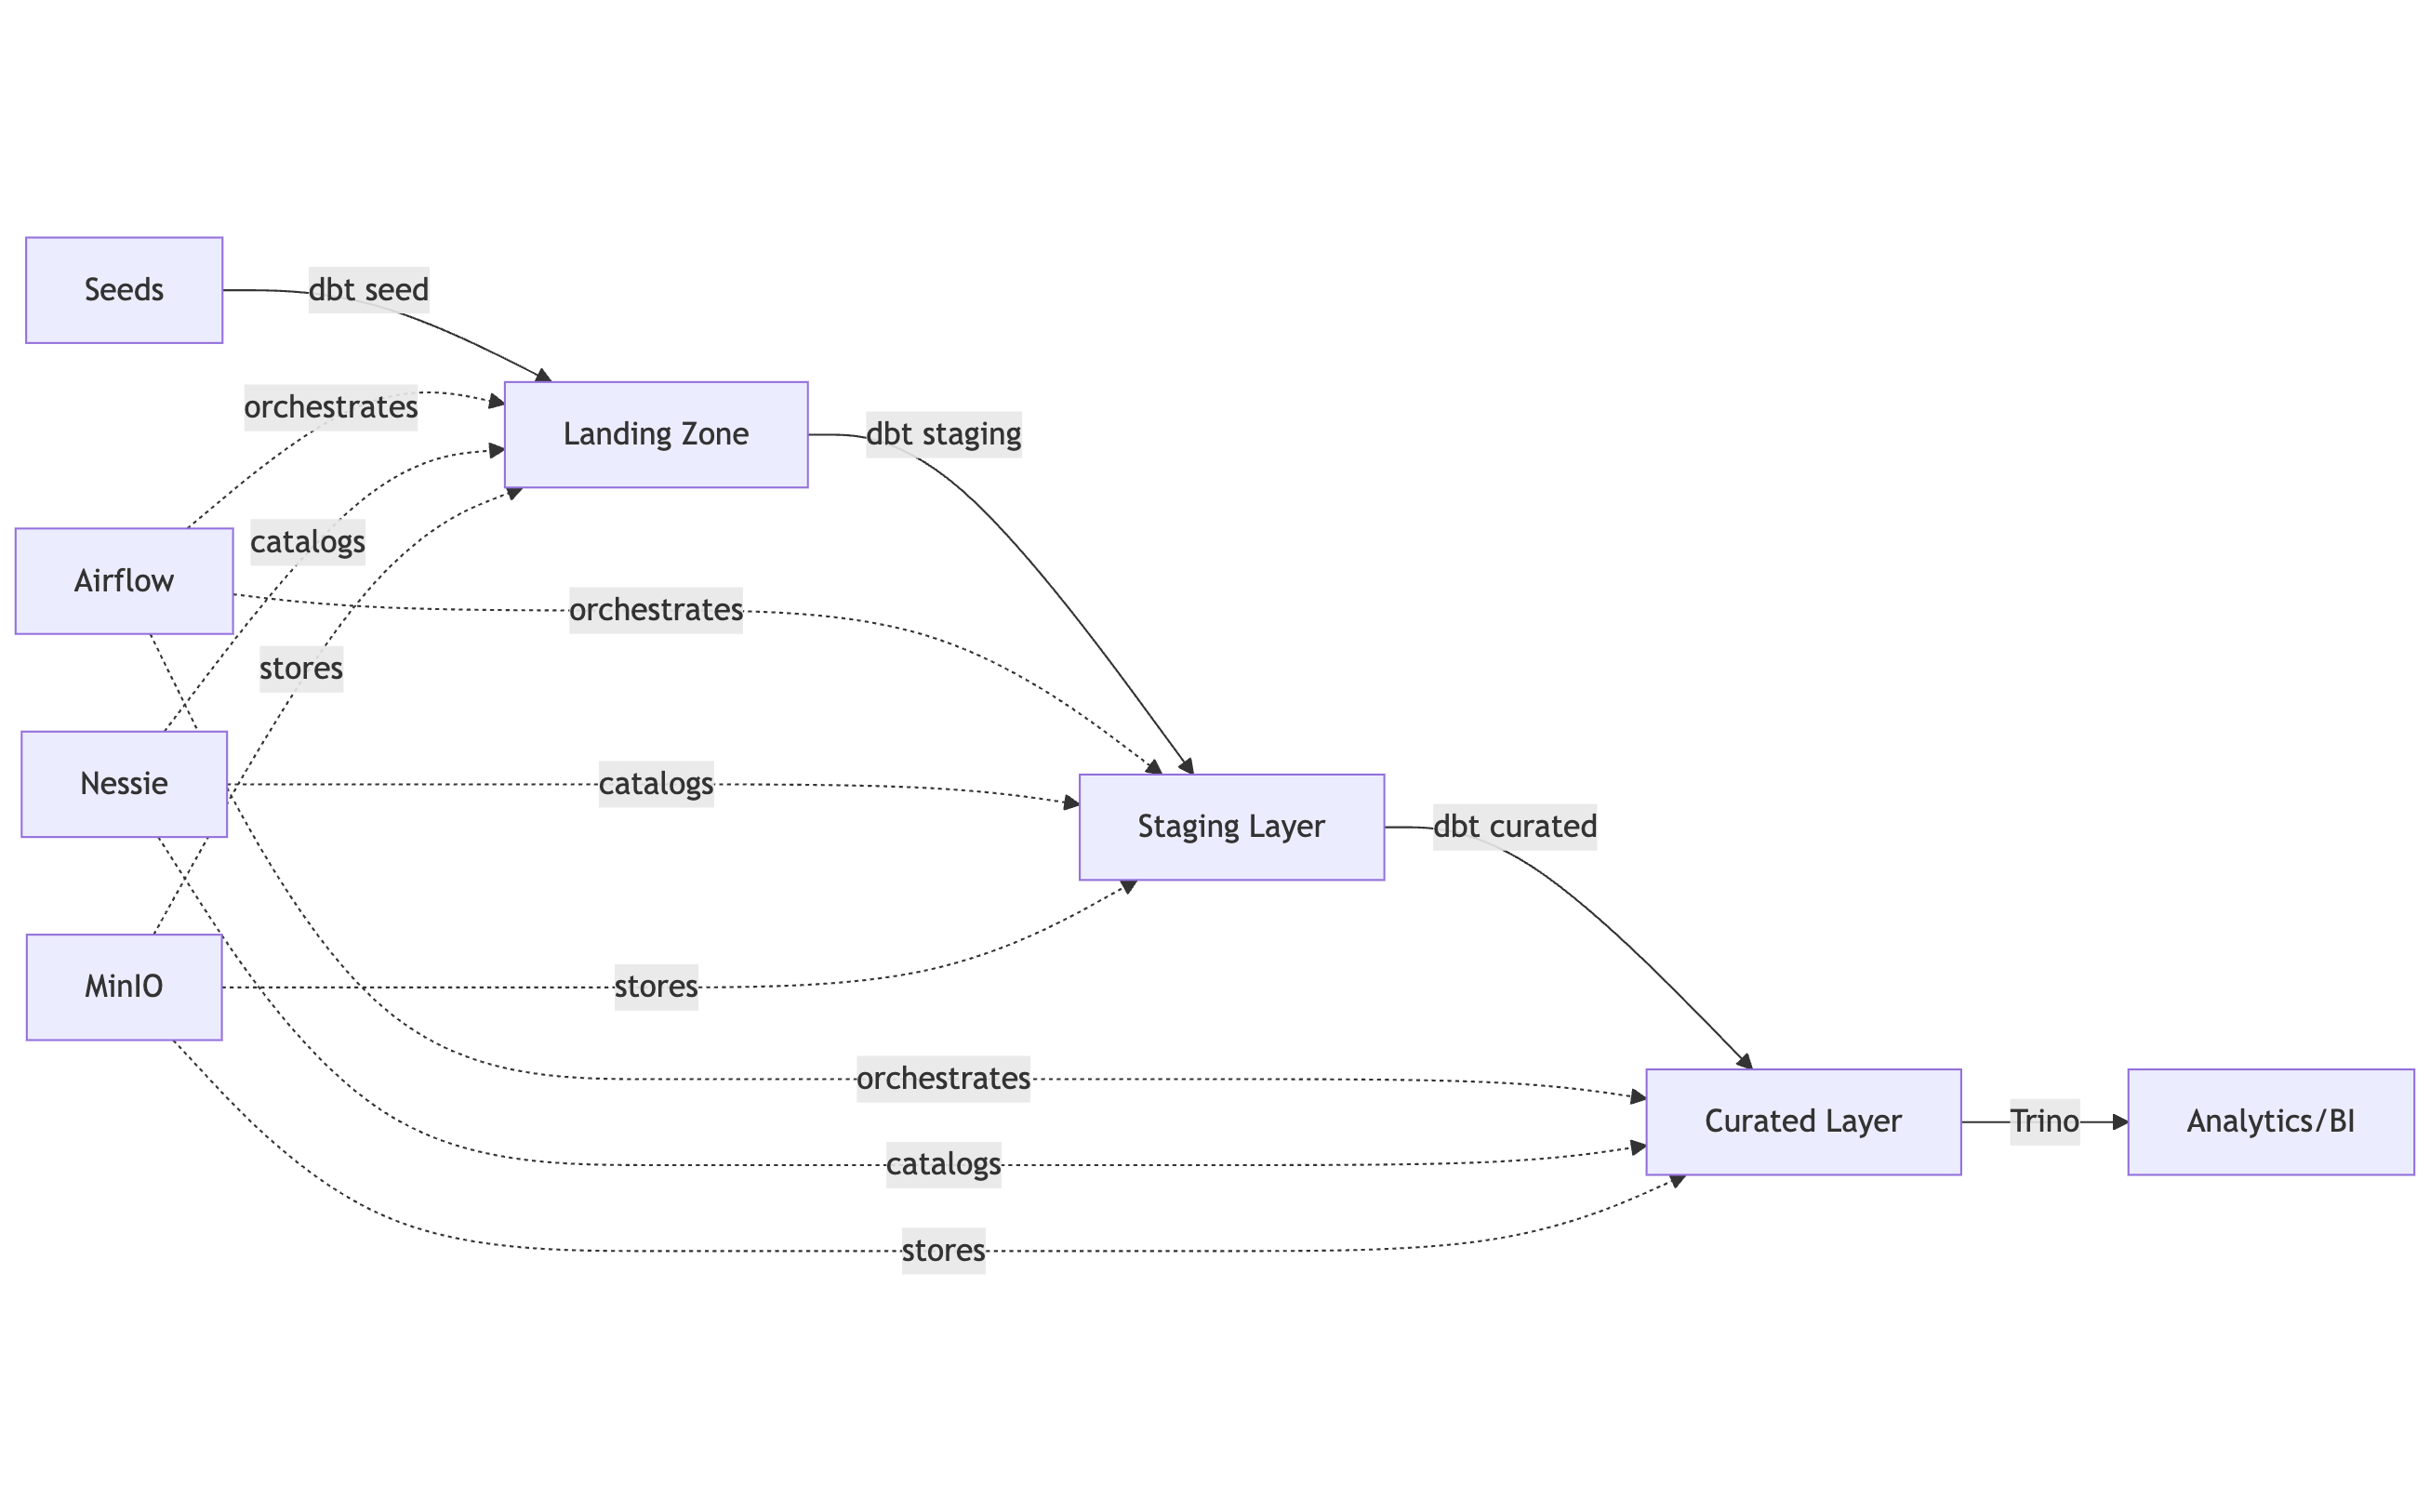 Seeds
dbt seed
orchestrates
Landing Zone
dbt staging
catalogs
Airflow
orchestrates
stores
Nessie
catalogs
Staging Layer
dbt curated
MinIO
stores
orchestrates
Curated Layer
Trino
Analytics/BI
catalogs
stores